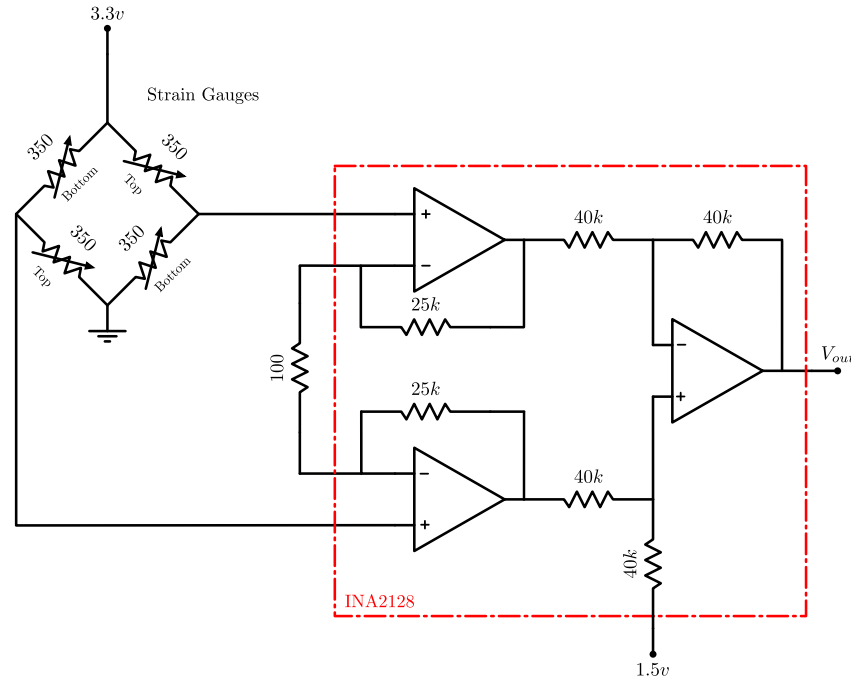 3.3v
Strain Gauges
350
Bottom
350
Top
350
Top
350
Bottom
+
−
25k
40k
40k
100
−
+
V_out
25k
−
+
40k
40k
INA2128
1.5v